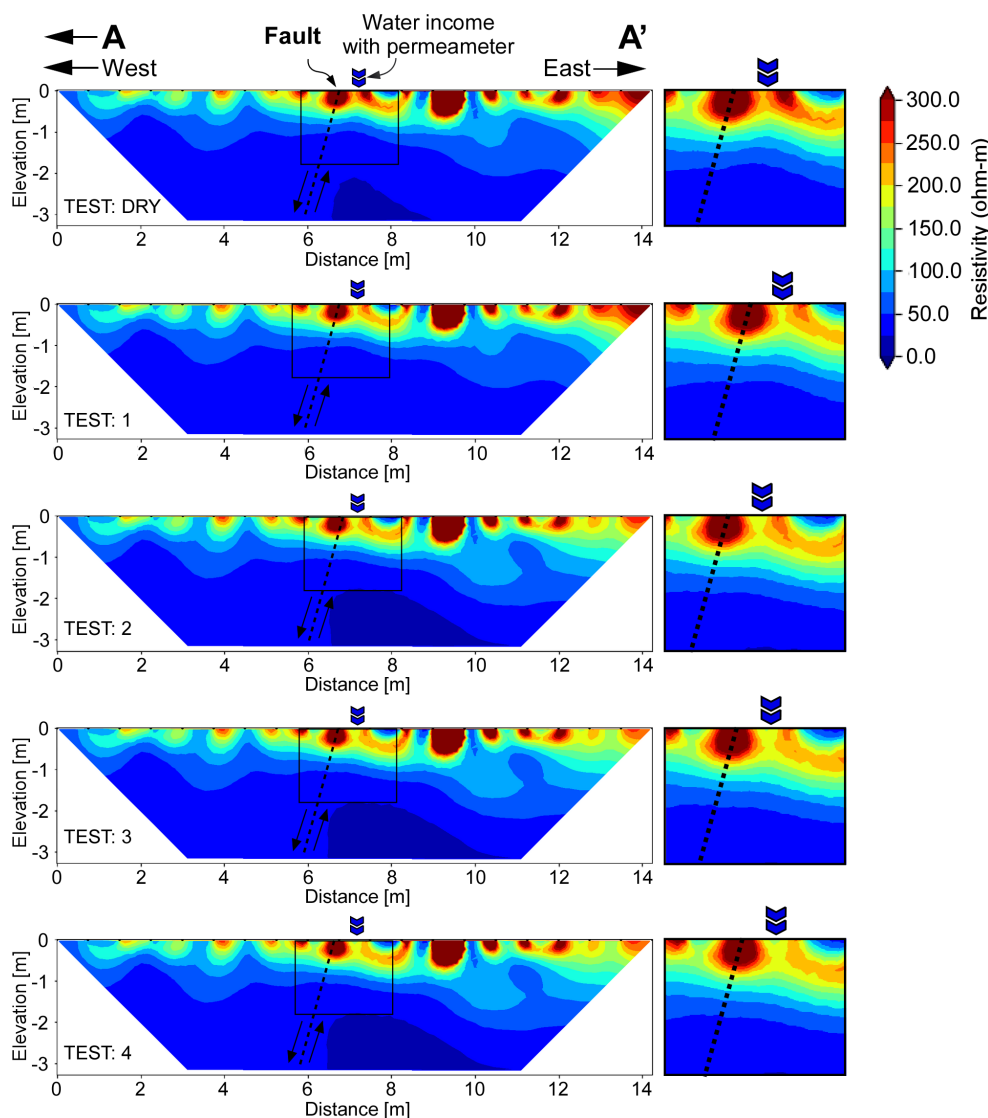 A
West
Fault
Water income
with permeameter
A’
East
Elevation [m]
0
-1
-2
-3
TEST: DRY
0 2 4 6 8 10 12 14
Distance [m]
300.0
250.0
200.0
150.0
100.0
50.0
0.0
Resistivity (ohm-m)
Elevation [m]
0
-1
-2
-3
TEST: 1
0 2 4 6 8 10 12 14
Distance [m]
Elevation [m]
0
-1
-2
-3
TEST: 2
0 2 4 6 8 10 12 14
Distance [m]
Elevation [m]
0
-1
-2
-3
TEST: 3
0 2 4 6 8 10 12 14
Distance [m]
Elevation [m]
0
-1
-2
-3
TEST: 4
0 2 4 6 8 10 12 14
Distance [m]